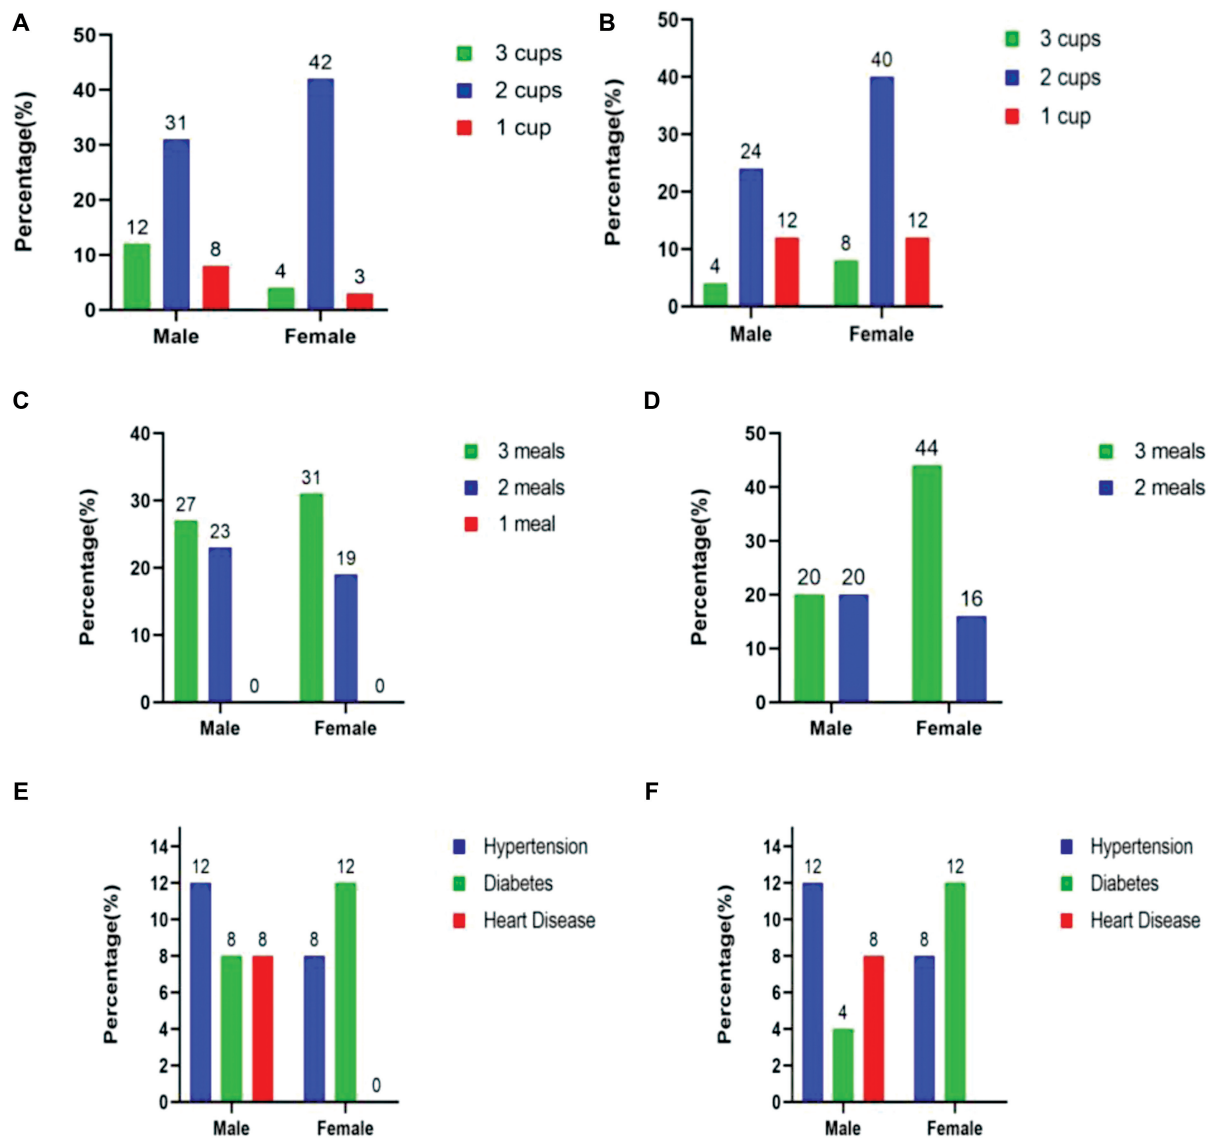 A
Percentage(%)
50
40
30
20
10
0
12
31
8
4
42
3
Male
Female
3 cups
2 cups
1 cup
B
Percentage(%)
50
40
30
20
10
0
4
24
12
8
40
12
Male
Female
3 cups
2 cups
1 cup
C
Percentage(%)
40
30
20
10
0
27
23
0
31
19
0
Male
Female
3 meals
2 meals
1 meal
D
Percentage(%)
50
40
30
20
10
0
20
20
44
16
Male
Female
3 meals
2 meals
E
Percentage(%)
14
12
10
8
6
4
2
0
12
8
8
8
12
0
Male
Female
Hypertension
Diabetes
Heart Disease
F
Percentage(%)
14
12
10
8
6
4
2
0
12
4
8
8
12
Male
Female
Hypertension
Diabetes
Heart Disease